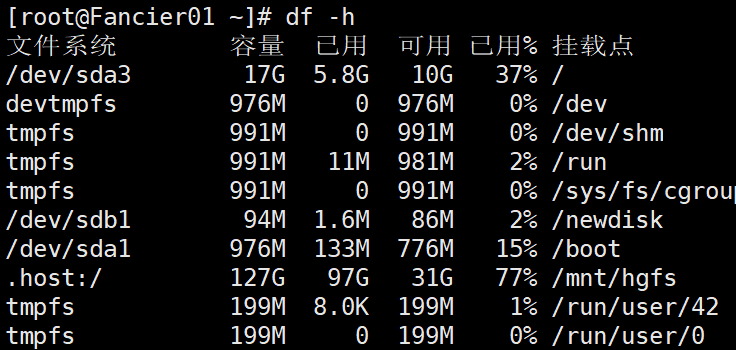 [root@Fancier01 ~]# df -h
文件系统 容量 已用 可用 已用% 挂载点
/dev/sda3 17G 5.8G 10G 37% /
devtmpfs 976M 0 976M 0% /dev
tmpfs 991M 0 991M 0% /dev/shm
tmpfs 991M 11M 981M 2% /run
tmpfs 991M 0 991M 0% /sys/fs/cgroup
/dev/sdb1 94M 1.6M 86M 2% /newdisk
/dev/sda1 976M 133M 776M 15% /boot
.host:/ 127G 97G 31G 77% /mnt/hgfs
tmpfs 199M 8.0K 199M 1% /run/user/42
tmpfs 199M 0 199M 0% /run/user/0